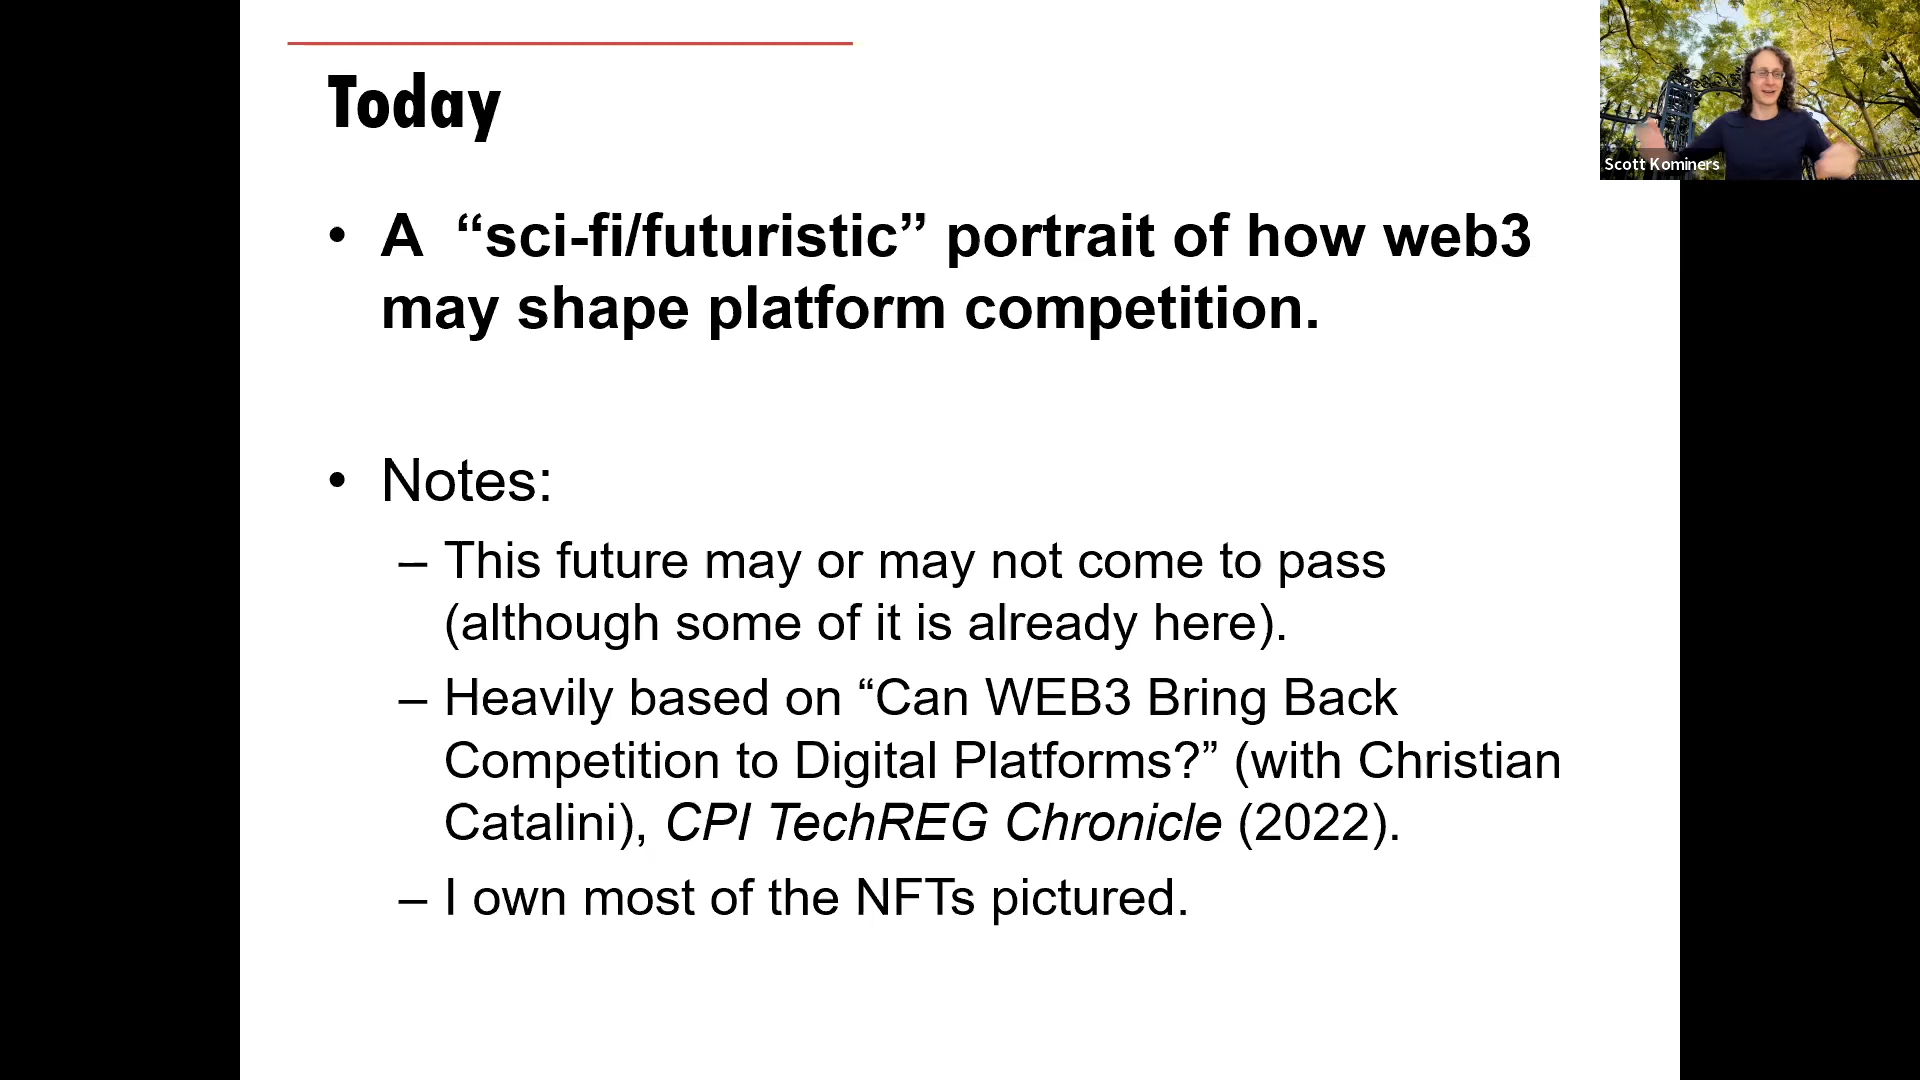 Today
Scott Kominers
• A “sci-fi/futuristic” portrait of how web3
may shape platform competition.
• Notes:
– This future may or may not come to pass
(although some of it is already here).
– Heavily based on “Can WEB3 Bring Back
Competition to Digital Platforms?” (with Christian
Catalini), CPI TechREG Chronicle (2022).
– I own most of the NFTs pictured.